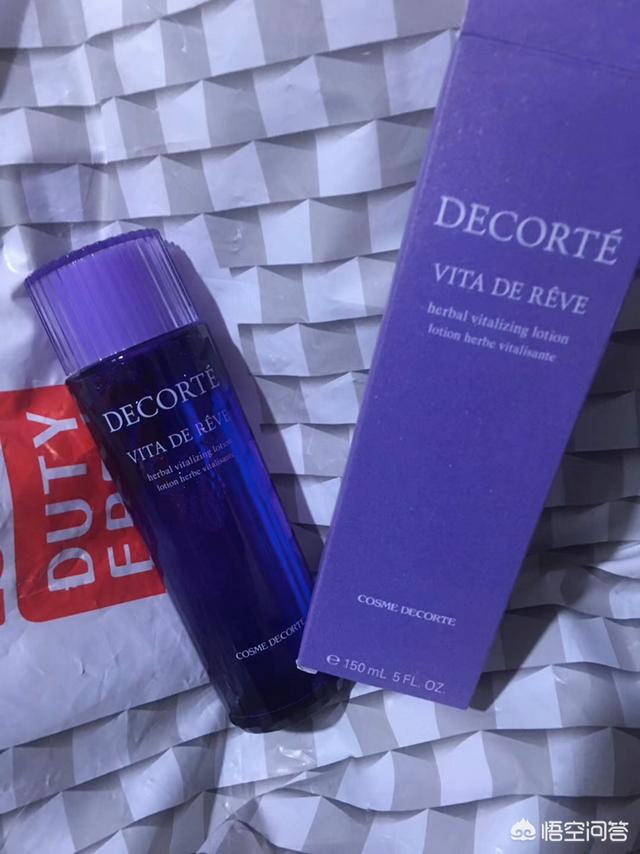 DECORTÉ
VITA DE RÊVE
herbal vitalizing lotion
lotion herbe vitalisante
COSME DECORTE
DECORTÉ
VITA DE RÊVE
herbal vitalizing lotion
lotion herbe vitalisante
COSME DECORTE
e 150 mL 5 FL. OZ.
DUTY
悟空问答